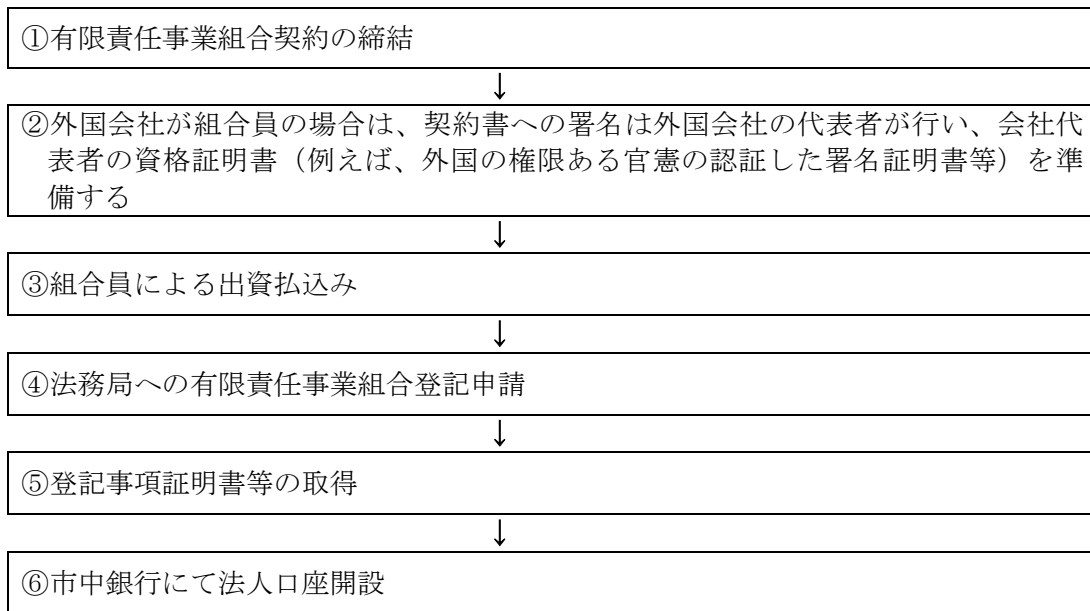 ①有限責任事業組合契約の締結
↓
②外国会社が組合員の場合は、契約書への署名は外国会社の代表者が行い、会社代
表者の資格証明書（例えば、外国の権限ある官憲の認証した署名証明書等）を準
備する
↓
③組合員による出資払込み
↓
④法務局への有限責任事業組合登記申請
↓
⑤登記事項証明書等の取得
↓
⑥市中銀行にて法人口座開設